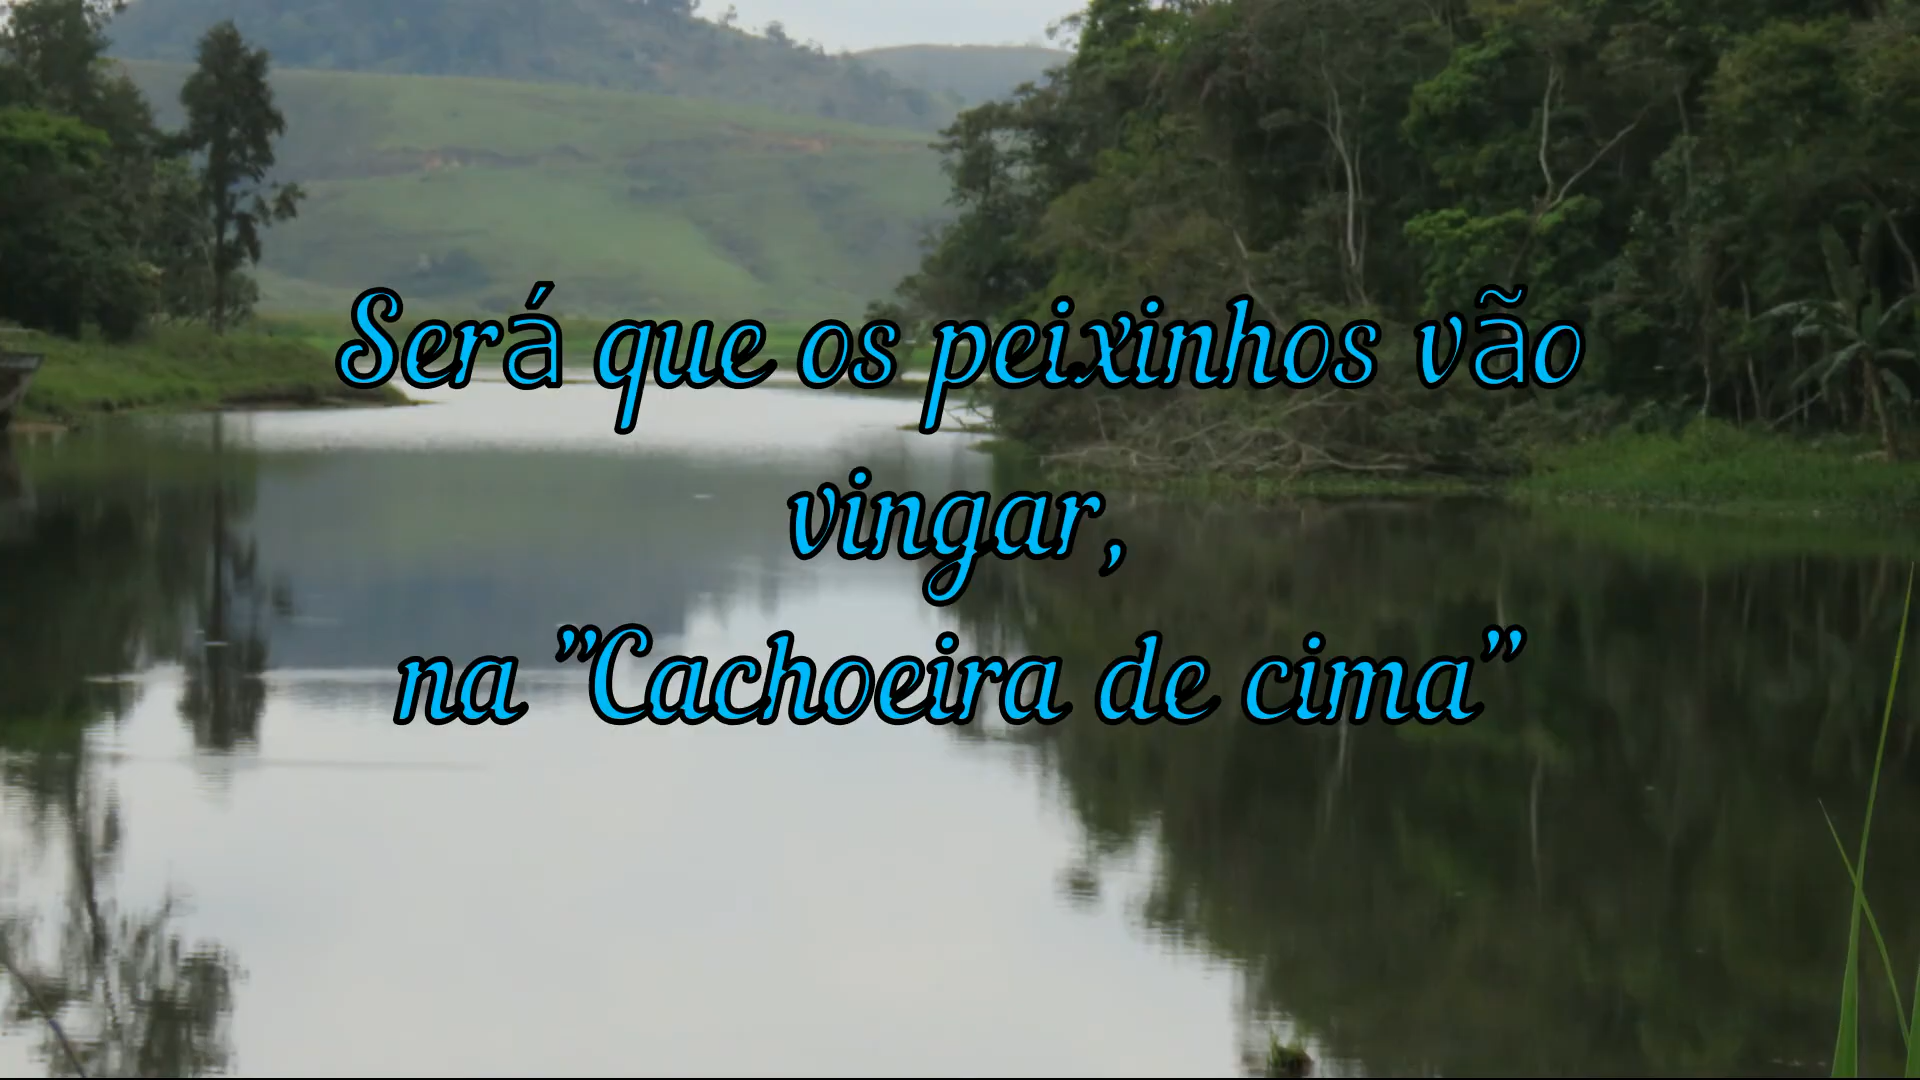 Será que os peixinhos vão
vingar,
na "Cachoeira de cima"